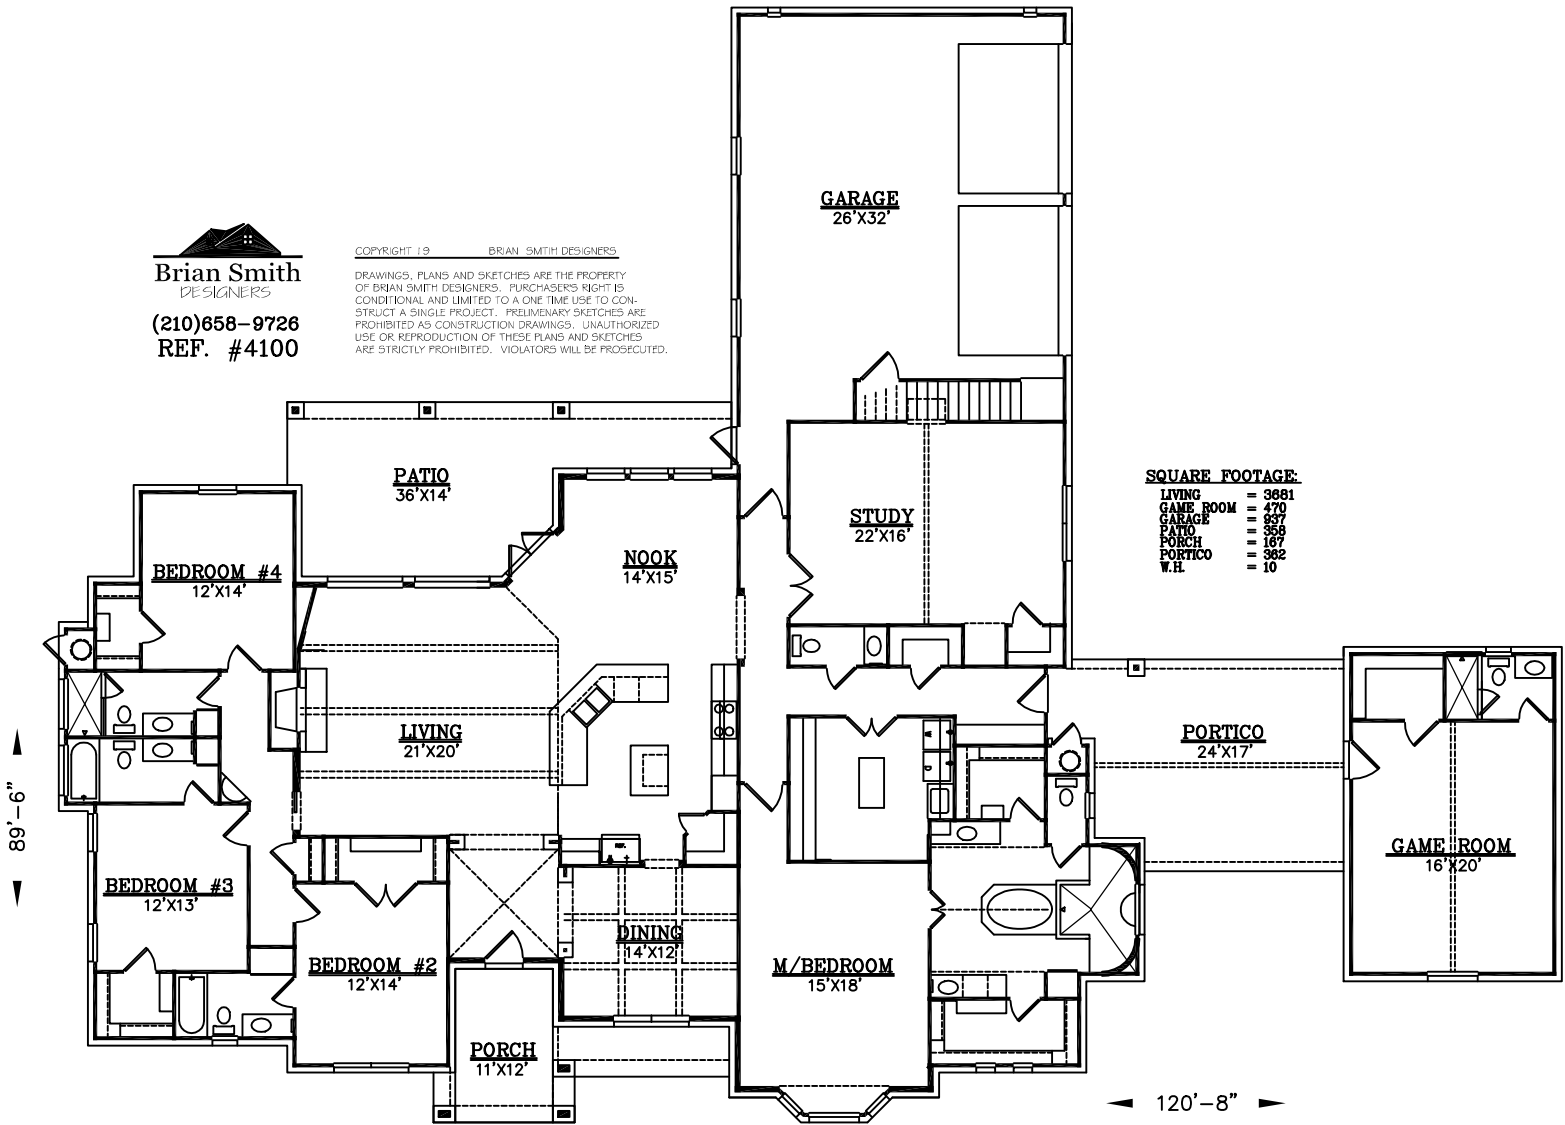 Brian Smith
DESIGNERS
(210)658-9726
REF. #4100
COPYRIGHT 19 BRIAN SMTIH DESIGNERS
DRAWINGS, PLANS AND SKETCHES ARE THE PROPERTY
OF BRIAN SMITH DESIGNERS. PURCHASER'S RIGHT IS
CONDITIONAL AND LIMITED TO A ONE TIME USE TO CON-
STRUCT A SINGLE PROJECT. PRELIMENARY SKETCHES ARE
PROHIBITED AS CONSTRUCTION DRAWINGS. UNAUTHORIZED
USE OR REPRODUCTION OF THESE PLANS AND SKETCHES
ARE STRICTLY PROHIBITED. VIOLATORS WILL BE PROSECUTED.
GARAGE
26'X32'
PATIO
36'X14'
STUDY
22'X16'
SQUARE FOOTAGE:
LIVING = 3681
GAME ROOM = 470
GARAGE = 937
PATIO = 358
PORCH = 167
PORTICO = 362
W.H. = 10
NOOK
14'X15'
BEDROOM #4
12'X14'
LIVING
21'X20'
PORTICO
24'X17'
W
D
REF.
GAME ROOM
16'X20'
BEDROOM #3
12'X13'
DINING
14'X12'
BEDROOM #2
12'X14'
M/BEDROOM
15'X18'
PORCH
11'X12'
89'-6"
120'-8"